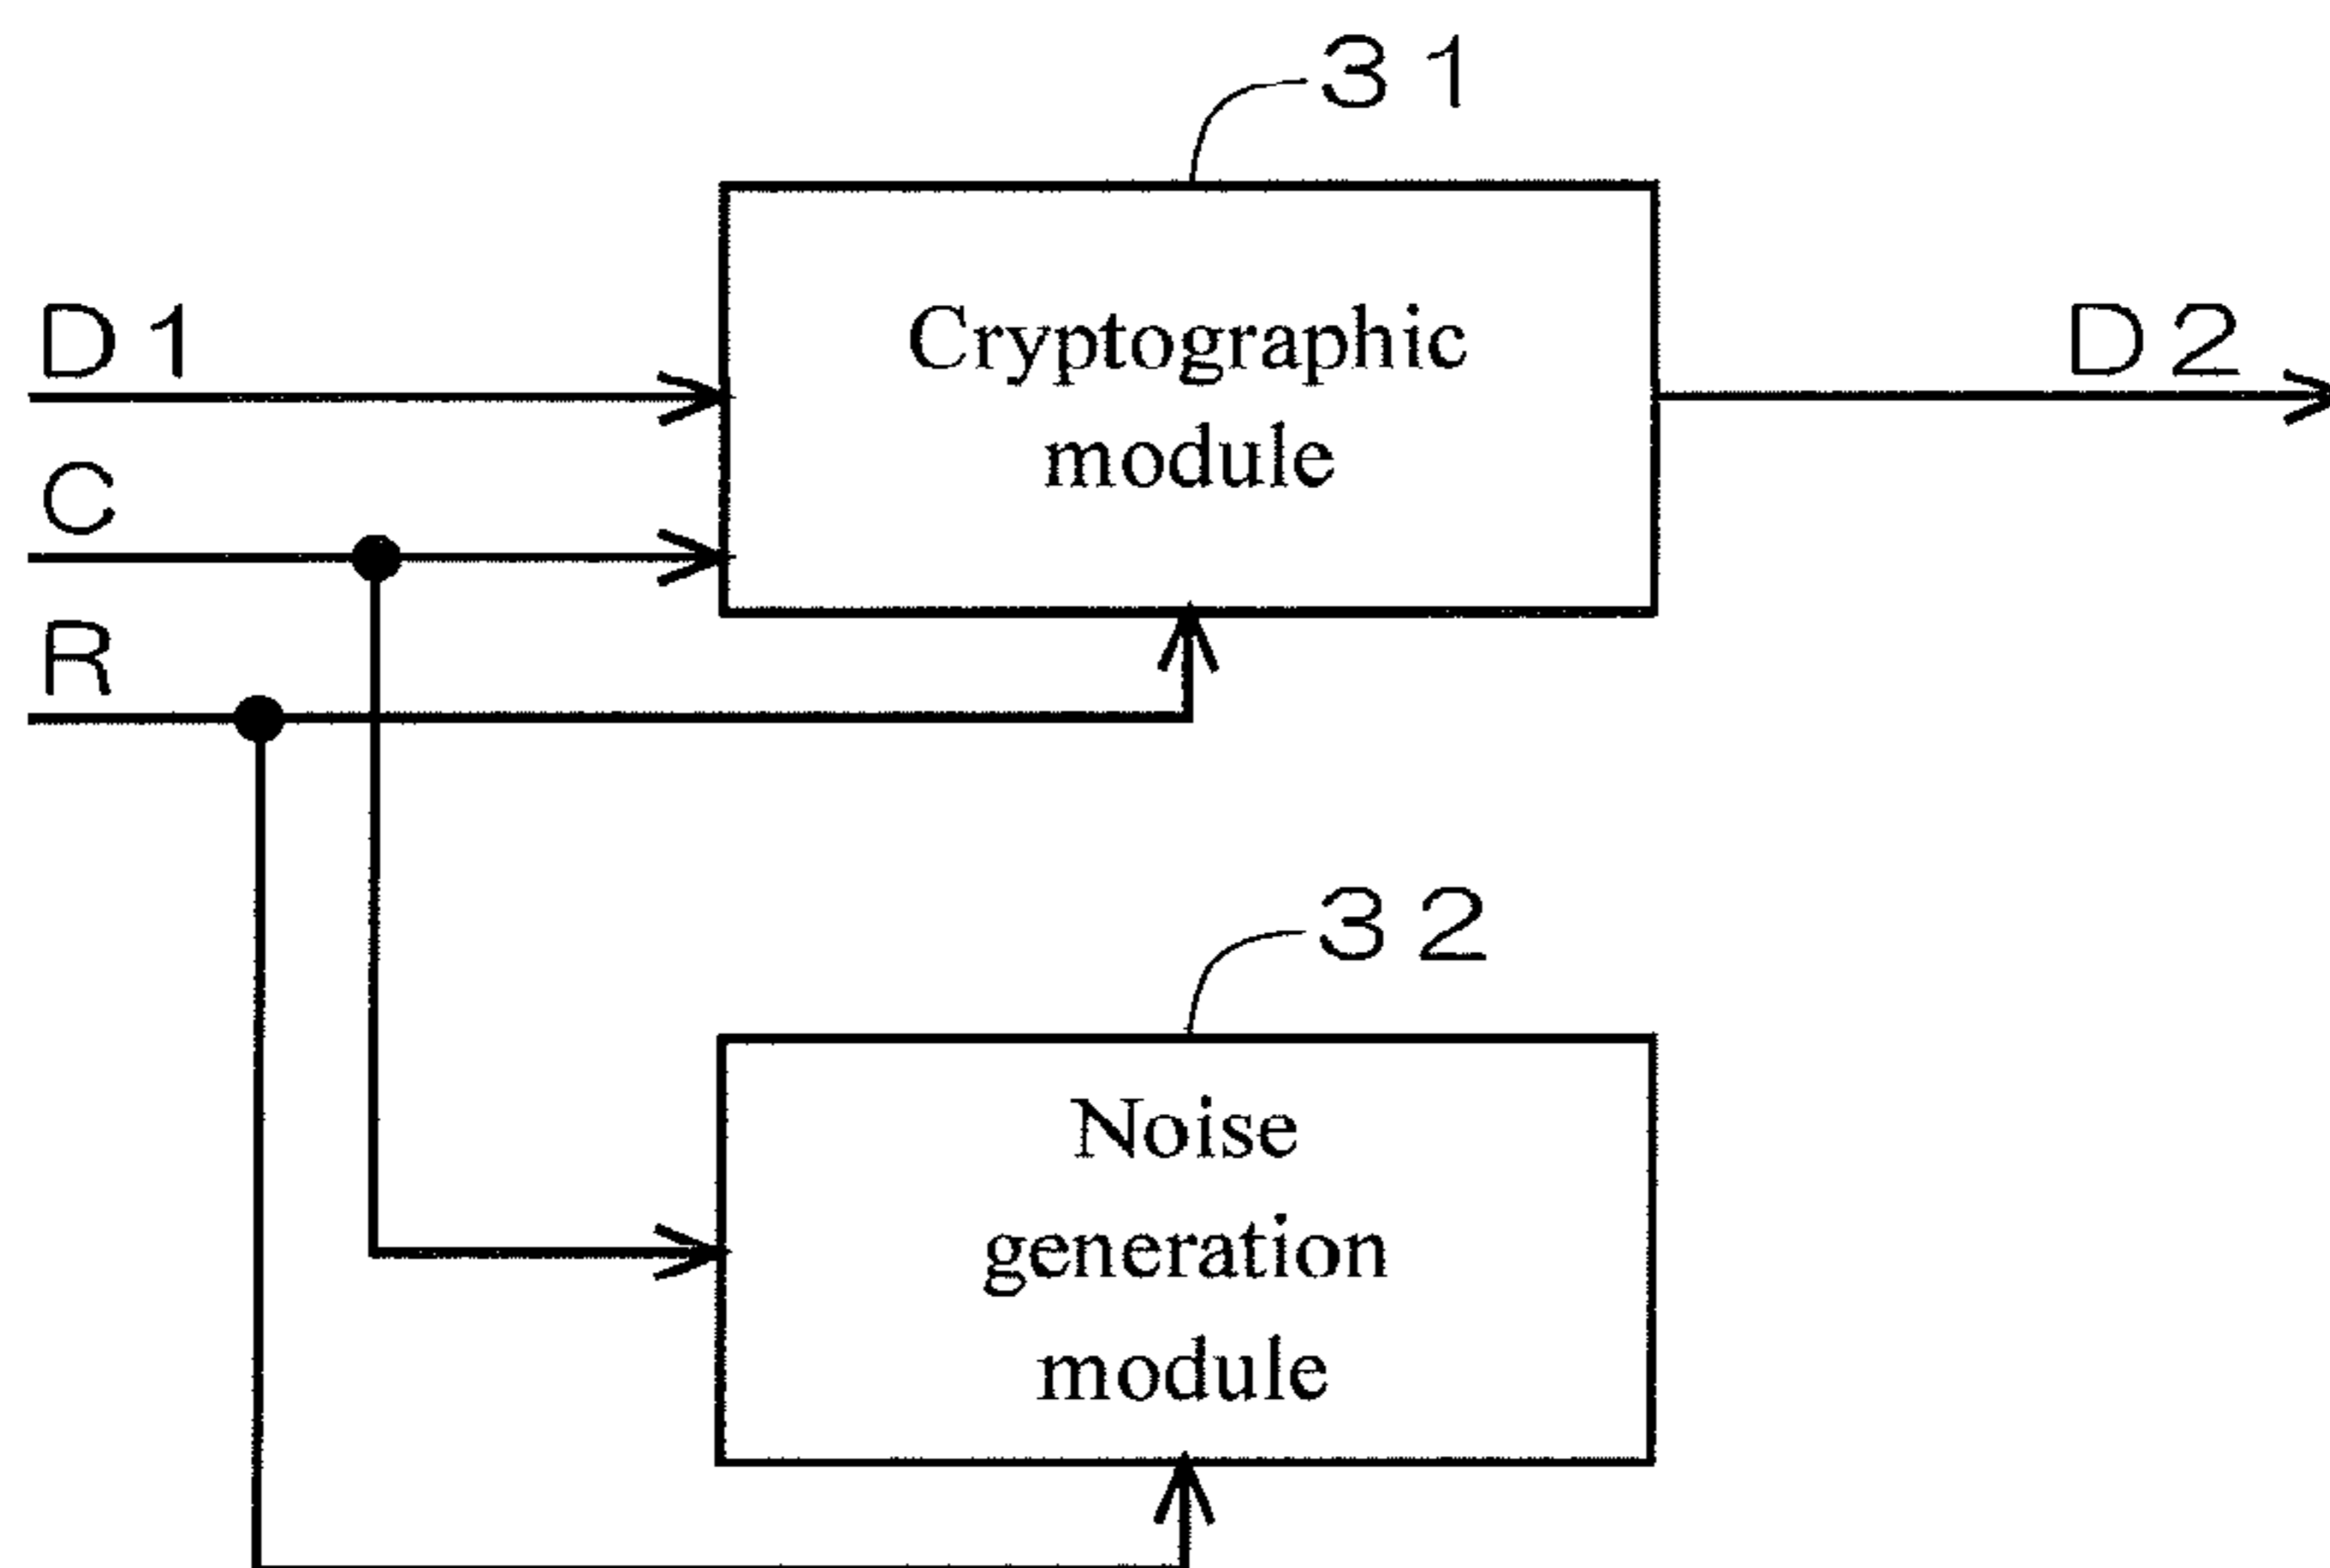 31
D1
Cryptographic
module
D2
C
R
32
Noise
generation
module